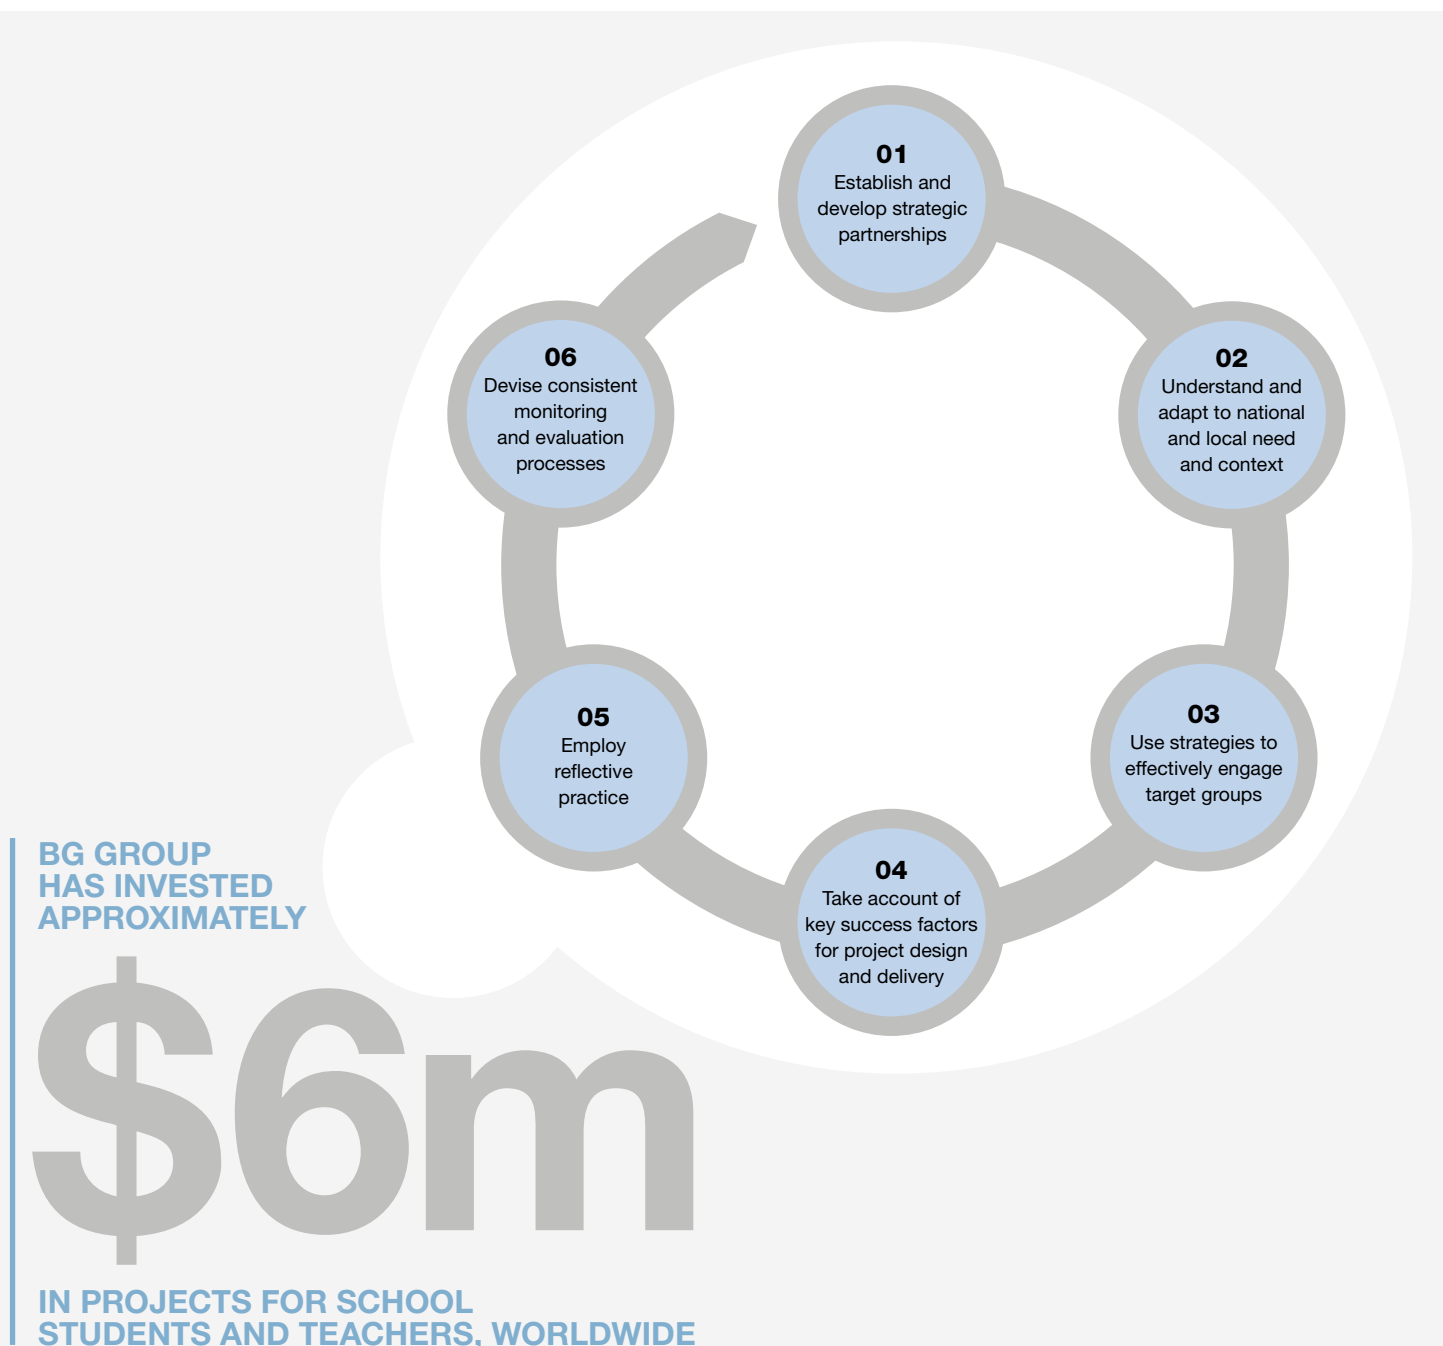 01
Establish and
develop strategic
partnerships
02
Understand and
adapt to national
and local need
and context
03
Use strategies to
effectively engage
target groups
04
Take account of
key success factors
for project design
and delivery
05
Employ
reflective
practice
06
Devise consistent
monitoring
and evaluation
processes
BG GROUP
HAS INVESTED
APPROXIMATELY
$6m
IN PROJECTS FOR SCHOOL
STUDENTS AND TEACHERS, WORLDWIDE